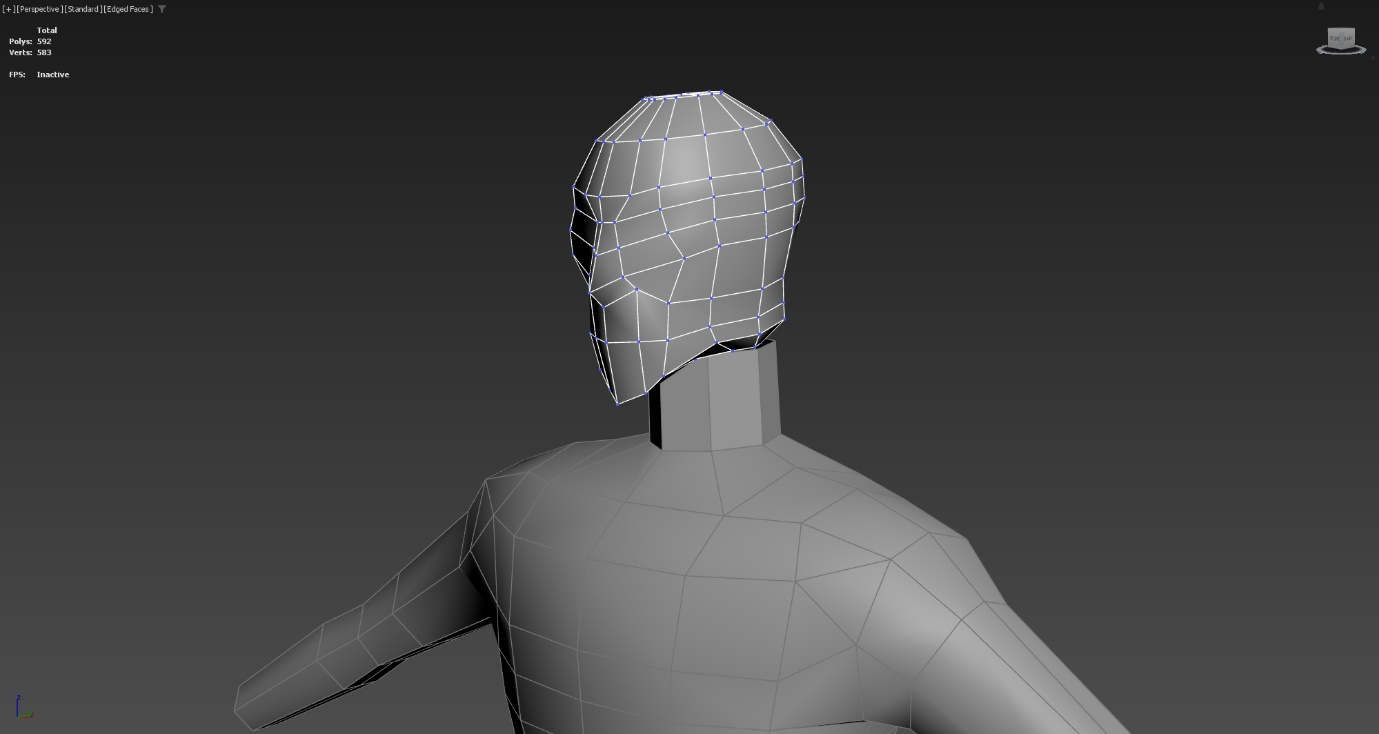 [+][Perspective][Standard][Edged Faces]
Total
Polys: 592
Verts: 583
FPS: Inactive
z